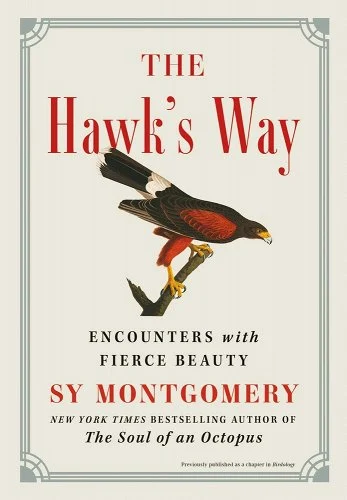 THE
Hawk's Way
ENCOUNTERS with
FIERCE BEAUTY
SY MONTGOMERY
NEW YORK TIMES BESTSELLING AUTHOR OF
The Soul of an Octopus
Previously published as a chapter in Birdology